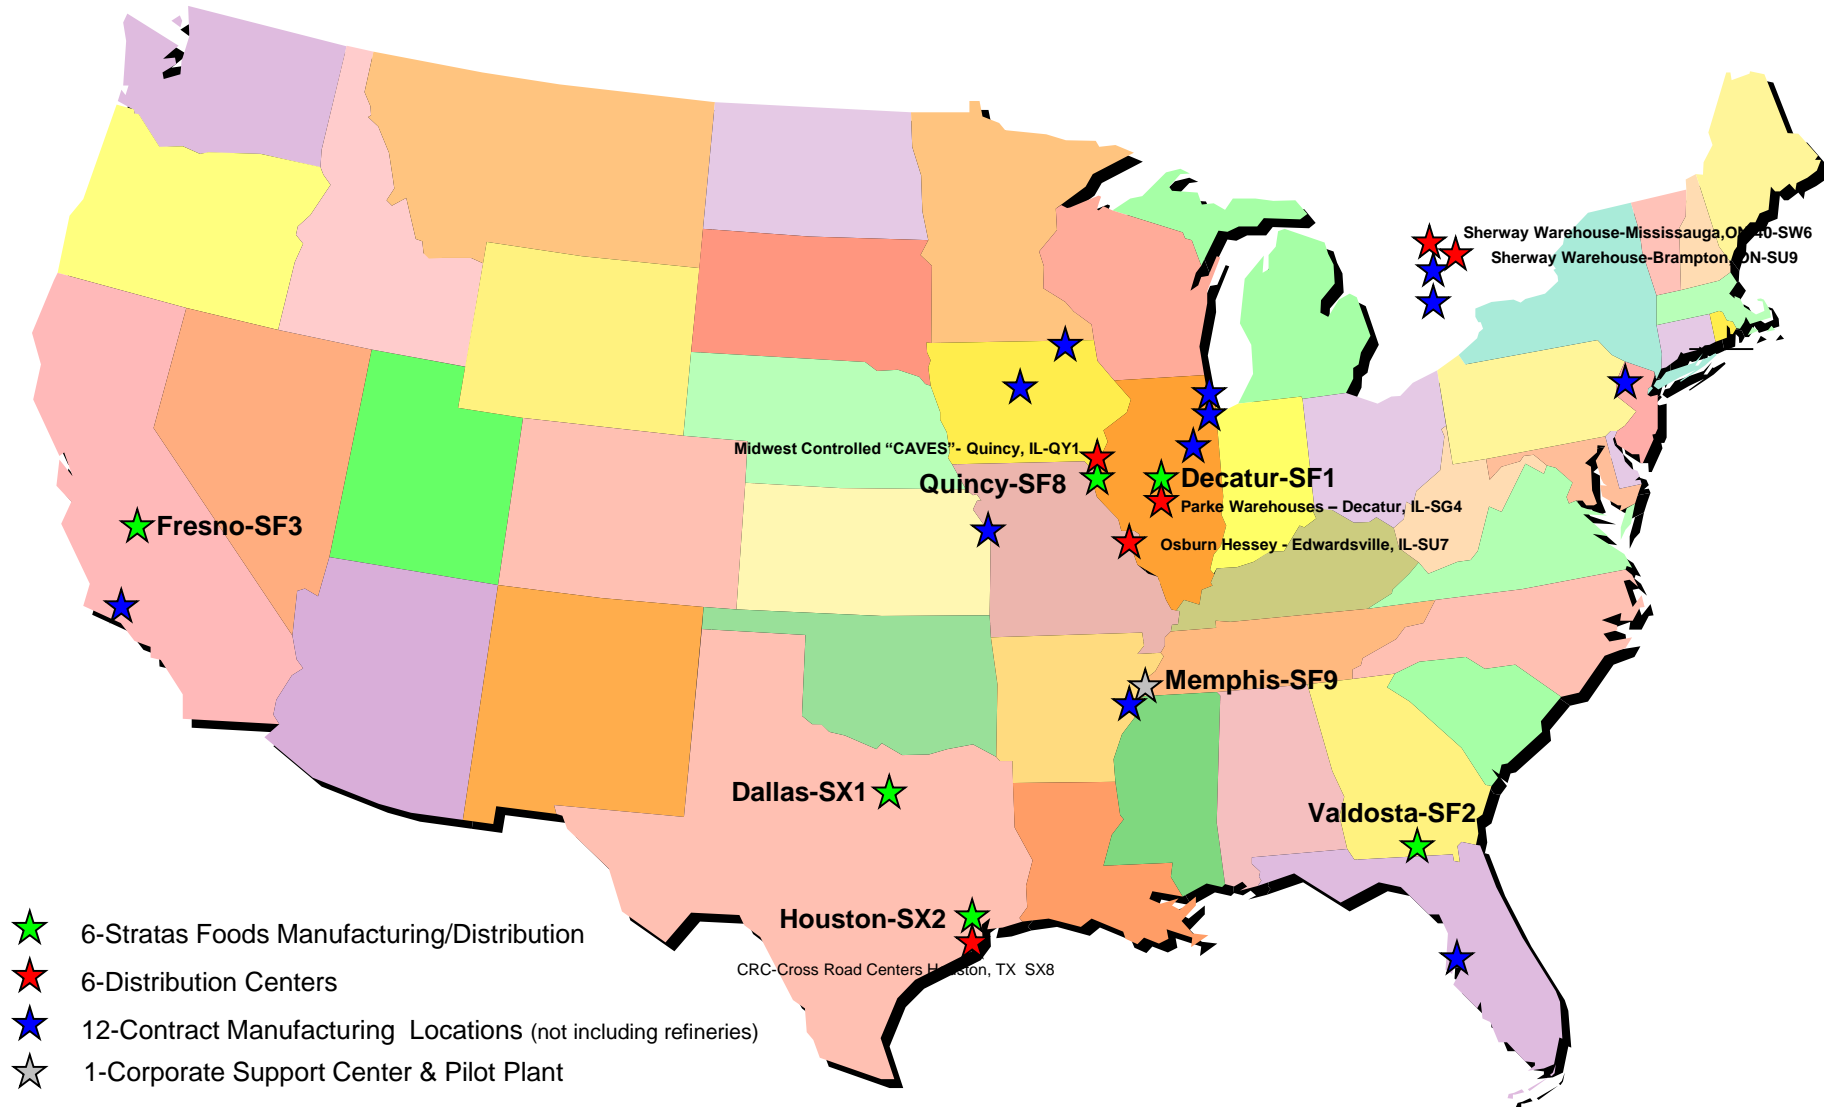 Sherway Warehouse-Mississauga,ON-40-SW6
Sherway Warehouse-Brampton, ON-SU9
Midwest Controlled “CAVES”- Quincy, IL-QY1
Quincy-SF8
Decatur-SF1
Parke Warehouses – Decatur, IL-SG4
Fresno-SF3
Osburn Hessey - Edwardsville, IL-SU7
Memphis-SF9
Dallas-SX1
Valdosta-SF2
Houston-SX2
CRC-Cross Road Centers Houston, TX SX8
6-Stratas Foods Manufacturing/Distribution
6-Distribution Centers
12-Contract Manufacturing Locations (not including refineries)
1-Corporate Support Center & Pilot Plant